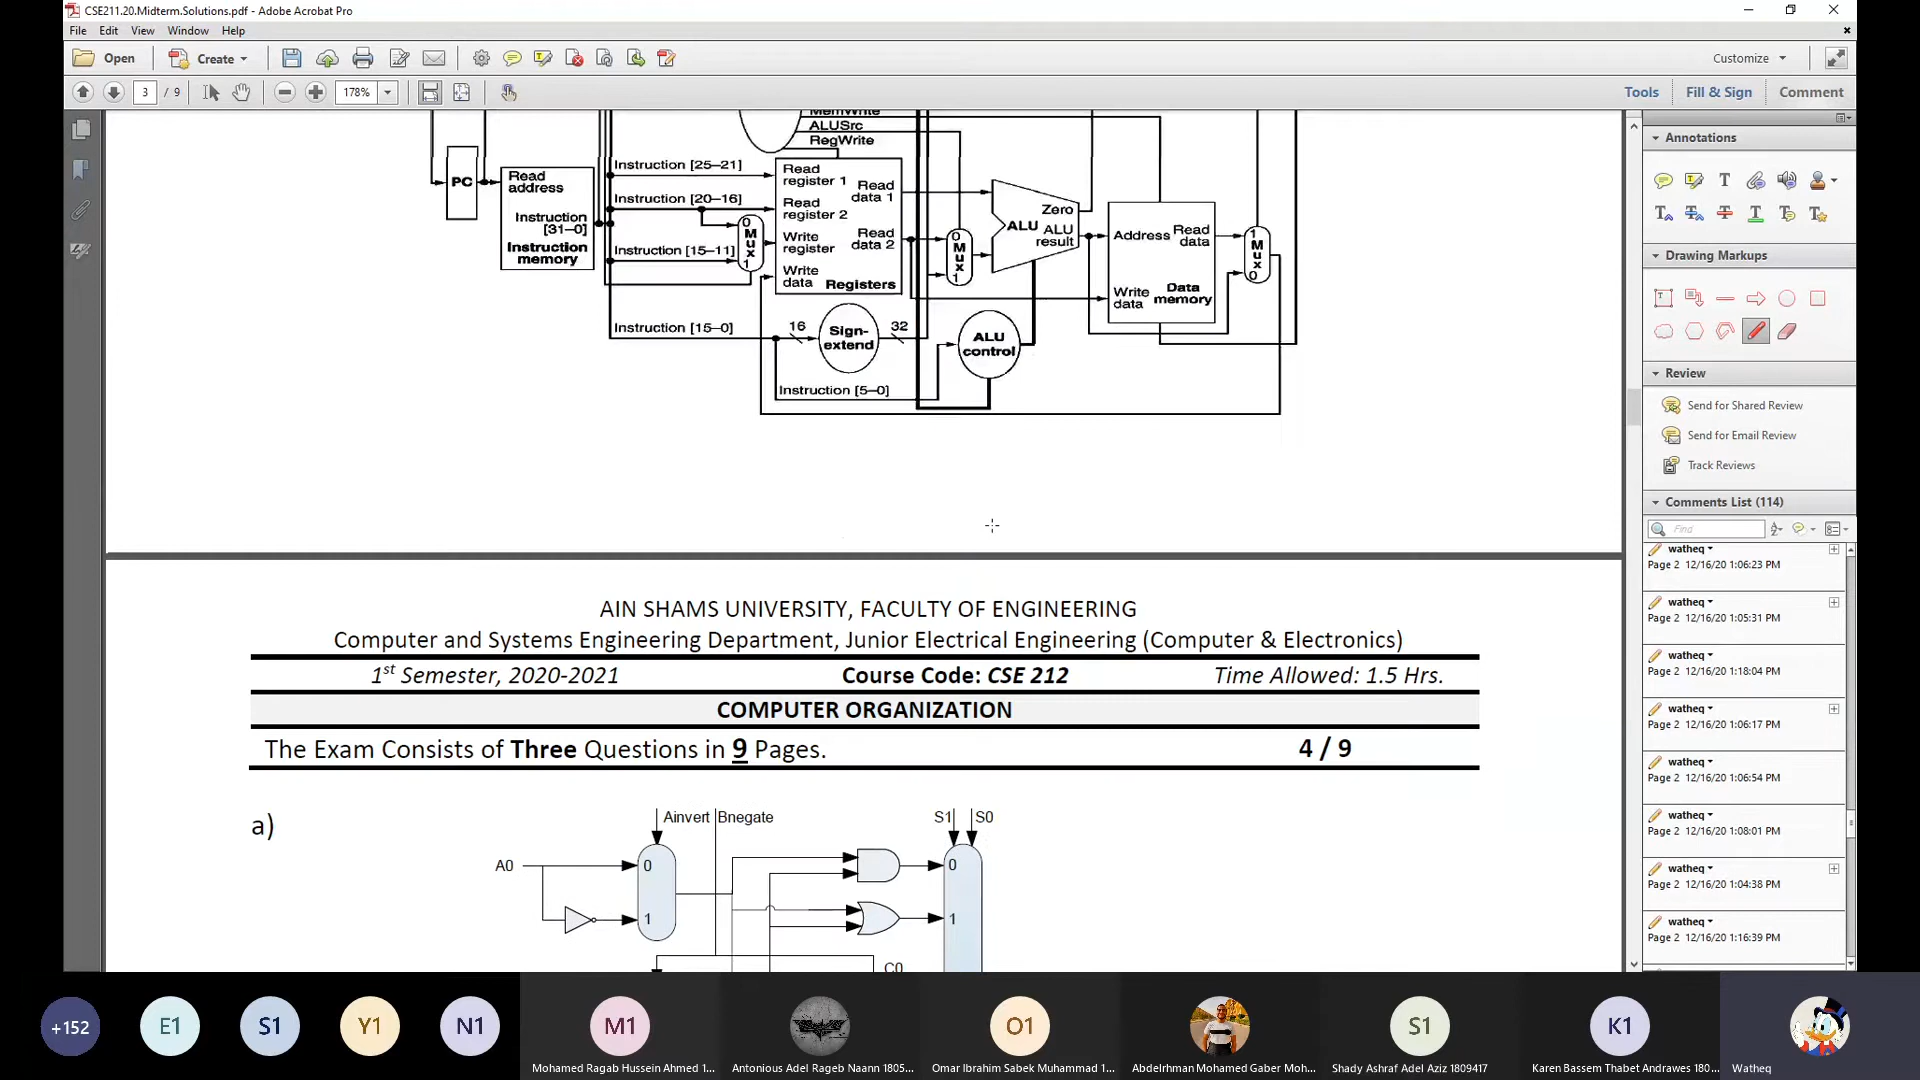 CSE211.20.Midterm.Solutions.pdf - Adobe Acrobat Pro
File Edit View Window Help
Open Create Customize
3 / 9 178% Tools Fill & Sign Comment
MemWrite
ALUSrc
RegWrite
PC
Read address
Instruction [31–0]
Instruction memory
Instruction [25–21]
Instruction [20–16]
Instruction [15–11]
Instruction [15–0]
Instruction [5–0]
0 Mux 1
Read register 1
Read register 2
Write register
Write data
Read data 1
Read data 2
Registers
16
Sign-extend
32
0 Mux 1
Zero
ALU
ALU result
ALU control
Address
Read data
Write data
Data memory
1 Mux 0
AIN SHAMS UNIVERSITY, FACULTY OF ENGINEERING
Computer and Systems Engineering Department, Junior Electrical Engineering (Computer & Electronics)
1st Semester, 2020-2021 Course Code: CSE 212 Time Allowed: 1.5 Hrs.
COMPUTER ORGANIZATION
The Exam Consists of Three Questions in 9 Pages. 4 / 9
a)
Ainvert Bnegate S1 S0
A0 0 0
1 1
C0
Annotations
Drawing Markups
Review
Send for Shared Review
Send for Email Review
Track Reviews
Comments List (114)
Find
watheq
Page 2 12/16/20 1:06:23 PM
watheq
Page 2 12/16/20 1:05:31 PM
watheq
Page 2 12/16/20 1:18:04 PM
watheq
Page 2 12/16/20 1:06:17 PM
watheq
Page 2 12/16/20 1:06:54 PM
watheq
Page 2 12/16/20 1:08:01 PM
watheq
Page 2 12/16/20 1:04:38 PM
watheq
Page 2 12/16/20 1:16:39 PM
+152 E1 S1 Y1 N1 M1 O1 S1 K1
Mohamed Ragab Hussein Ahmed 1... Antonious Adel Rageb Naann 1805... Omar Ibrahim Sabek Muhammad 1... Abdelrhman Mohamed Gaber Moh... Shady Ashraf Adel Aziz 1809417 Karen Bassem Thabet Andrawes 180... Watheq